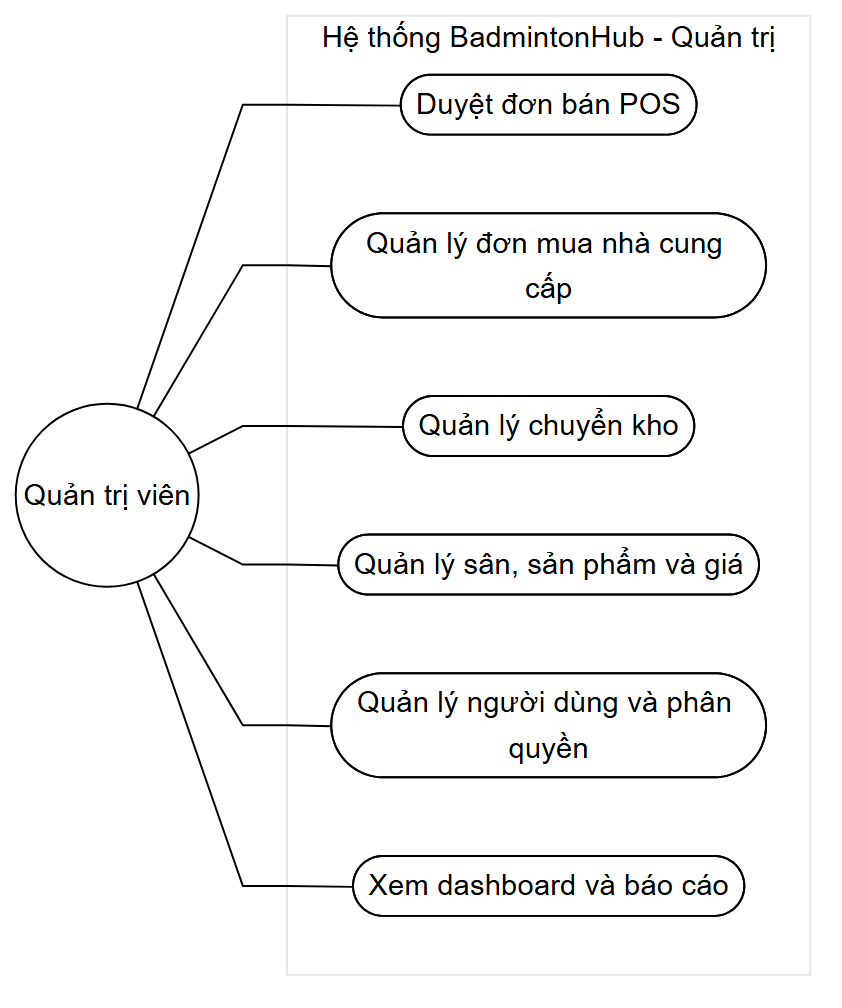 Hệ thống BadmintonHub - Quản trị
Duyệt đơn bán POS
Quản lý đơn mua nhà cung
cấp
Quản lý chuyển kho
Quản trị viên
Quản lý sân, sản phẩm và giá
Quản lý người dùng và phân
quyền
Xem dashboard và báo cáo